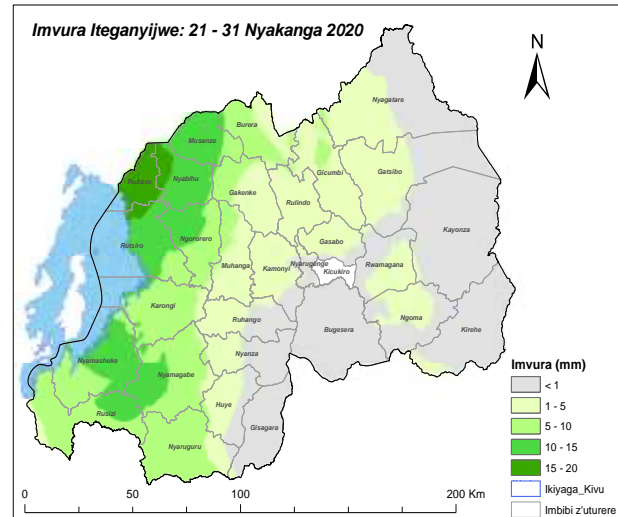 Imvura Iteganyijwe: 21 - 31 Nyakanga 2020
N
Nyagatare
Burera
Musanze
Rubavu
Nyabihu
Gicumbi
Gatsibo
Gakenke
Rulindo
Kayonza
Rutsiro
Ngororero
Gasabo
Muhanga
Kamonyi
Nyarugenge
Kicukiro
Rwamagana
Karongi
Ruhango
Bugesera
Ngoma
Kirehe
Nyamasheke
Nyanza
Nyamagabe
Rusizi
Huye
Gisagara
Nyaruguru
Imvura (mm)
< 1
1 - 5
5 - 10
10 - 15
15 - 20
Ikiyaga_Kivu
Imbibi z'uturere
0 50 100 200 Km